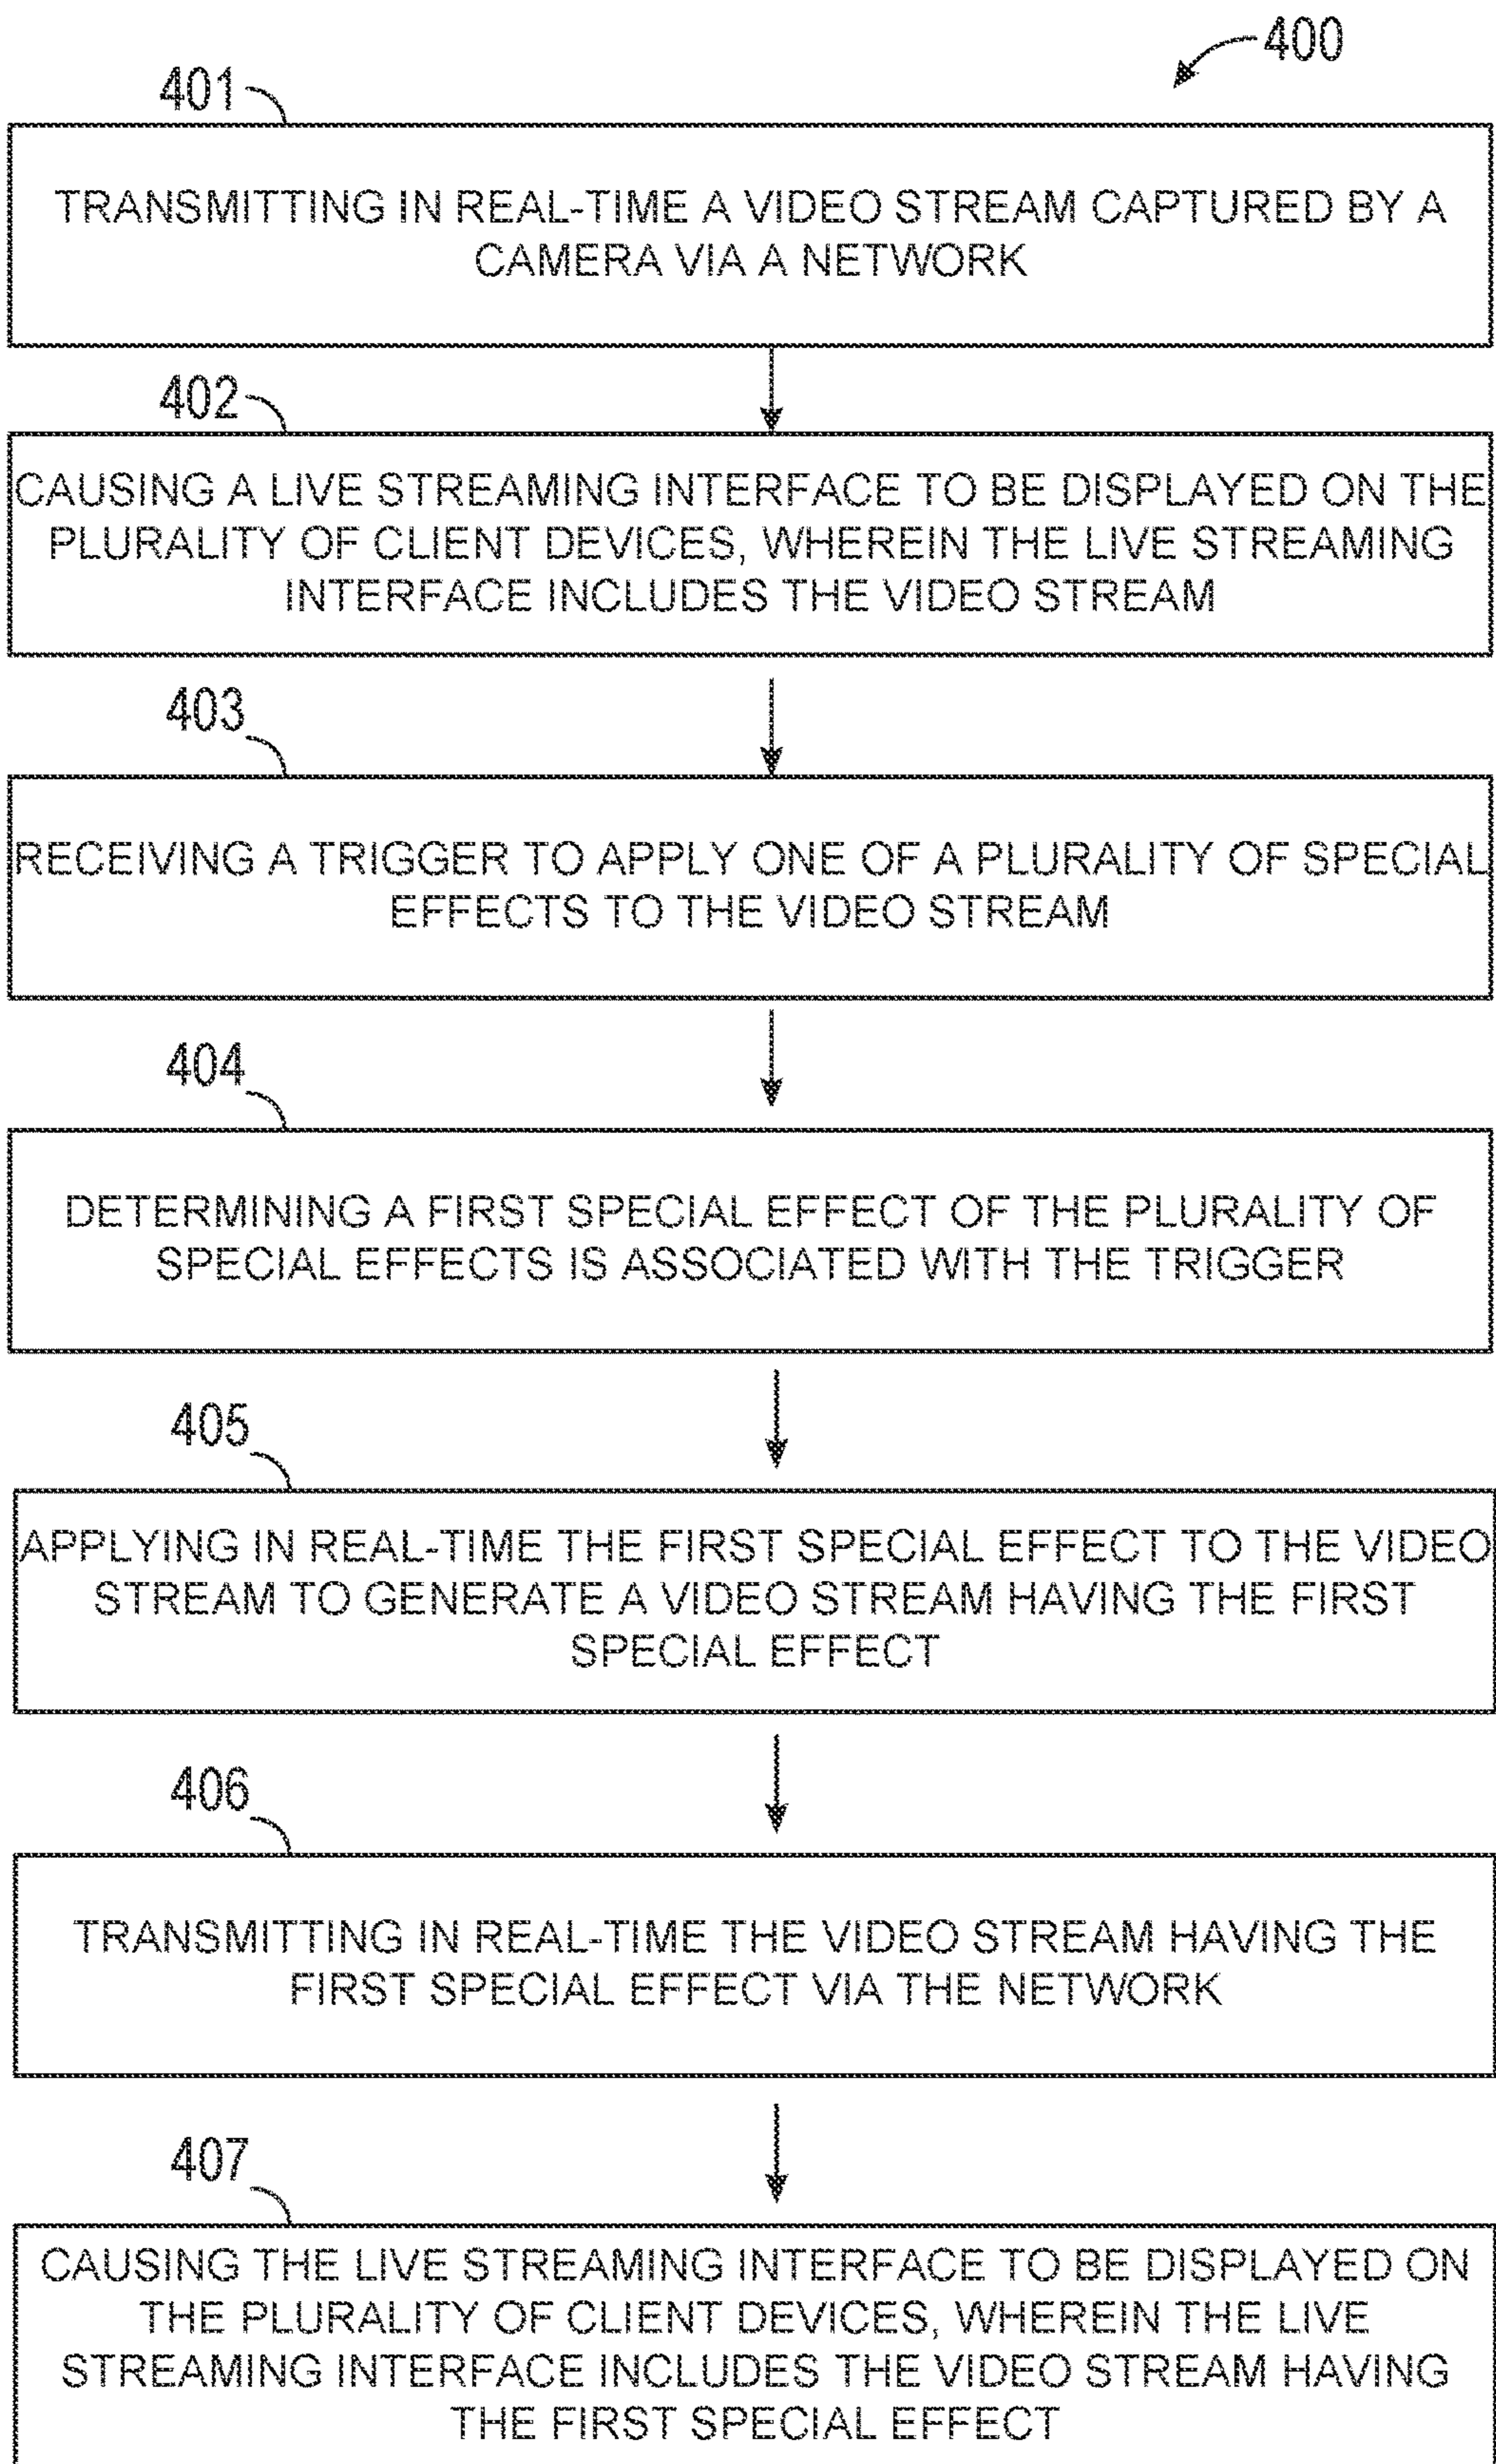 400
401
TRANSMITTING IN REAL-TIME A VIDEO STREAM CAPTURED BY A
CAMERA VIA A NETWORK
402
CAUSING A LIVE STREAMING INTERFACE TO BE DISPLAYED ON THE
PLURALITY OF CLIENT DEVICES, WHEREIN THE LIVE STREAMING
INTERFACE INCLUDES THE VIDEO STREAM
403
RECEIVING A TRIGGER TO APPLY ONE OF A PLURALITY OF SPECIAL
EFFECTS TO THE VIDEO STREAM
404
DETERMINING A FIRST SPECIAL EFFECT OF THE PLURALITY OF
SPECIAL EFFECTS IS ASSOCIATED WITH THE TRIGGER
405
APPLYING IN REAL-TIME THE FIRST SPECIAL EFFECT TO THE VIDEO
STREAM TO GENERATE A VIDEO STREAM HAVING THE FIRST
SPECIAL EFFECT
406
TRANSMITTING IN REAL-TIME THE VIDEO STREAM HAVING THE
FIRST SPECIAL EFFECT VIA THE NETWORK
407
CAUSING THE LIVE STREAMING INTERFACE TO BE DISPLAYED ON
THE PLURALITY OF CLIENT DEVICES, WHEREIN THE LIVE
STREAMING INTERFACE INCLUDES THE VIDEO STREAM HAVING
THE FIRST SPECIAL EFFECT